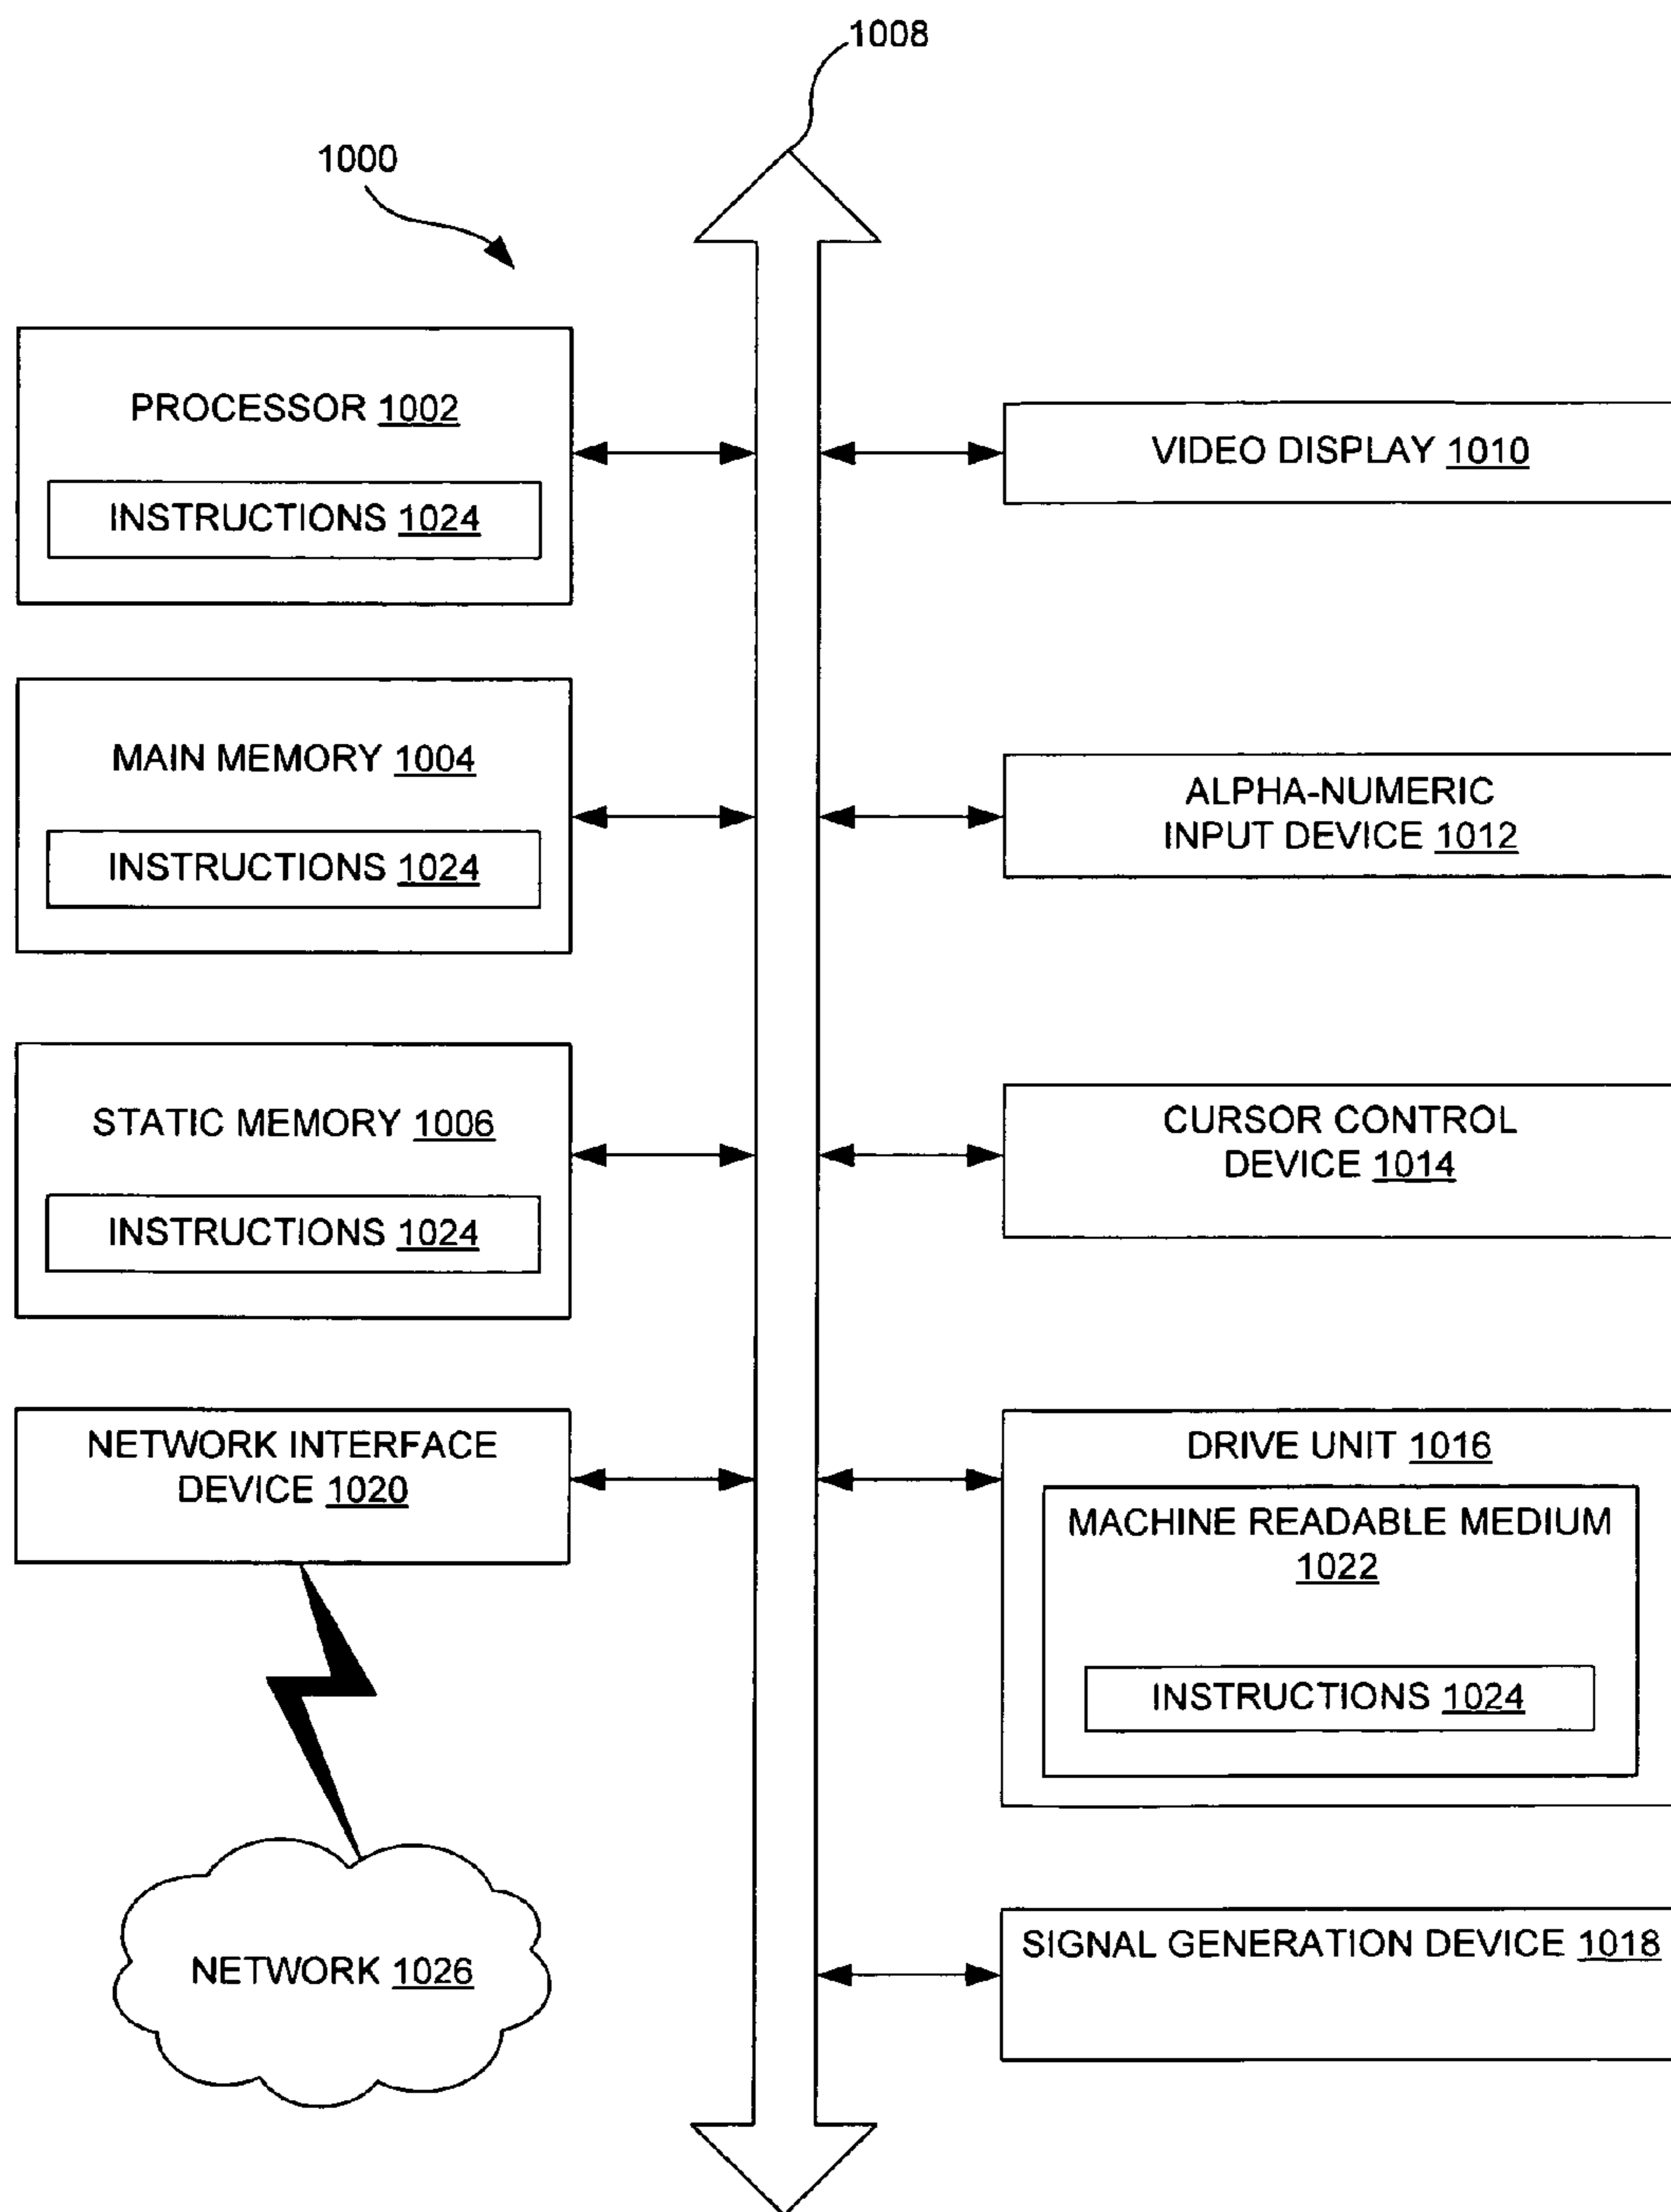 1008
1000
PROCESSOR 1002
INSTRUCTIONS 1024
VIDEO DISPLAY 1010
MAIN MEMORY 1004
INSTRUCTIONS 1024
ALPHA-NUMERIC
INPUT DEVICE 1012
STATIC MEMORY 1006
INSTRUCTIONS 1024
CURSOR CONTROL
DEVICE 1014
NETWORK INTERFACE
DEVICE 1020
DRIVE UNIT 1016
MACHINE READABLE MEDIUM
1022
INSTRUCTIONS 1024
NETWORK 1026
SIGNAL GENERATION DEVICE 1018